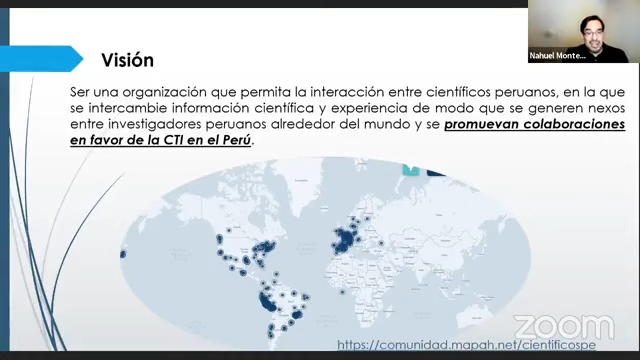 Visión
Nahuel Monte...
Ser una organización que permita la interacción entre científicos peruanos, en la que
se intercambie información científica y experiencia de modo que se generen nexos
entre investigadores peruanos alrededor del mundo y se promuevan colaboraciones
en favor de la CTI en el Perú.
zoom
https://comunidad.mapah.net/cientificospe